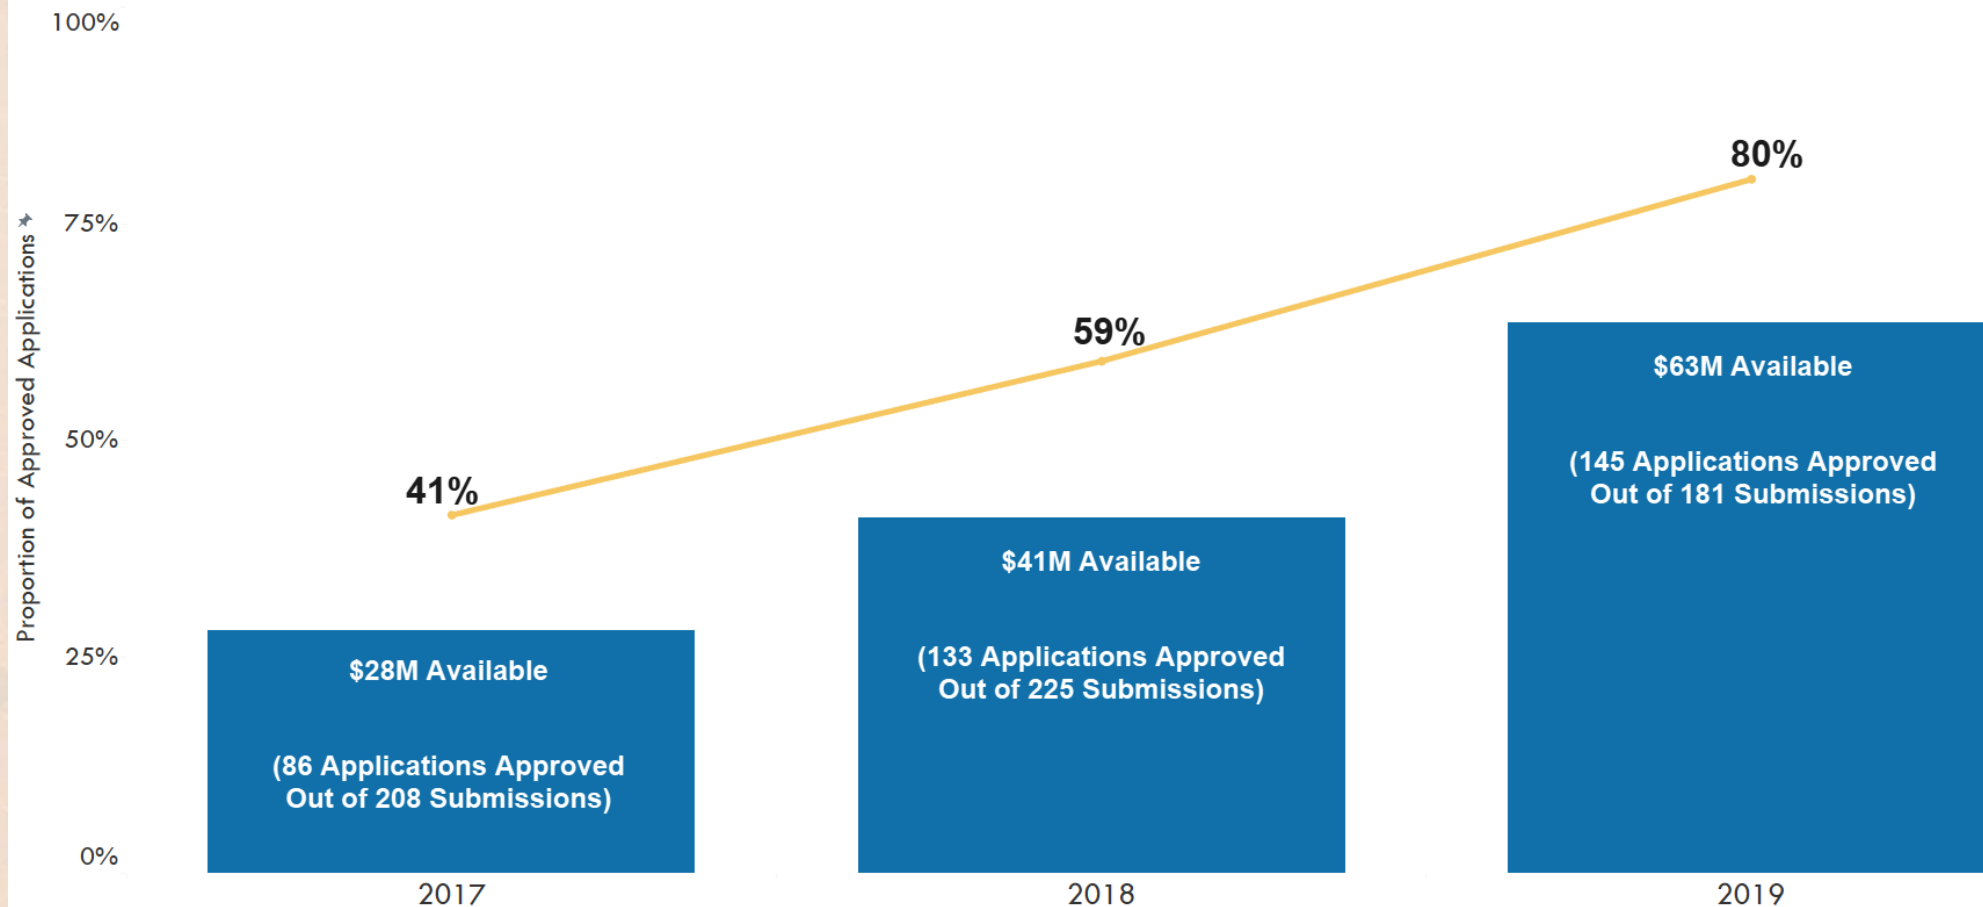 100%
75%
50%
25%
0%
Proportion of Approved Applications
41%
59%
80%
$28M Available
(86 Applications Approved
Out of 208 Submissions)
$41M Available
(133 Applications Approved
Out of 225 Submissions)
$63M Available
(145 Applications Approved
Out of 181 Submissions)
2017
2018
2019